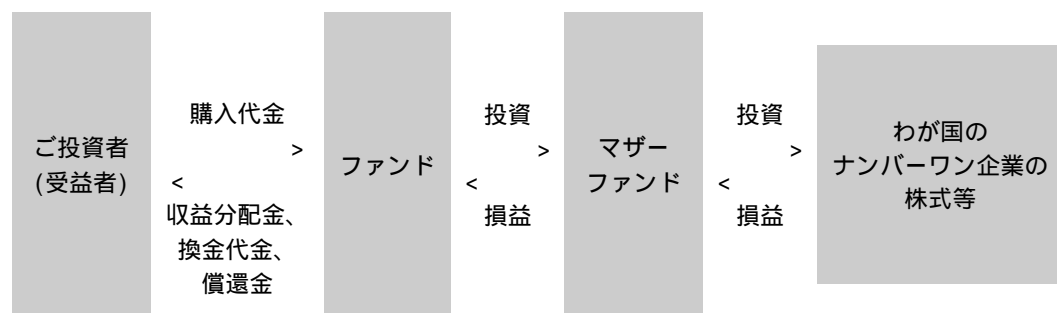 ご投資者
(受益者)
購入代金
>
<
収益分配金、
換金代金、
償還金
ファンド
投資
>
<
損益
マザー
ファンド
投資
>
<
損益
わが国の
ナンバーワン企業の
株式等